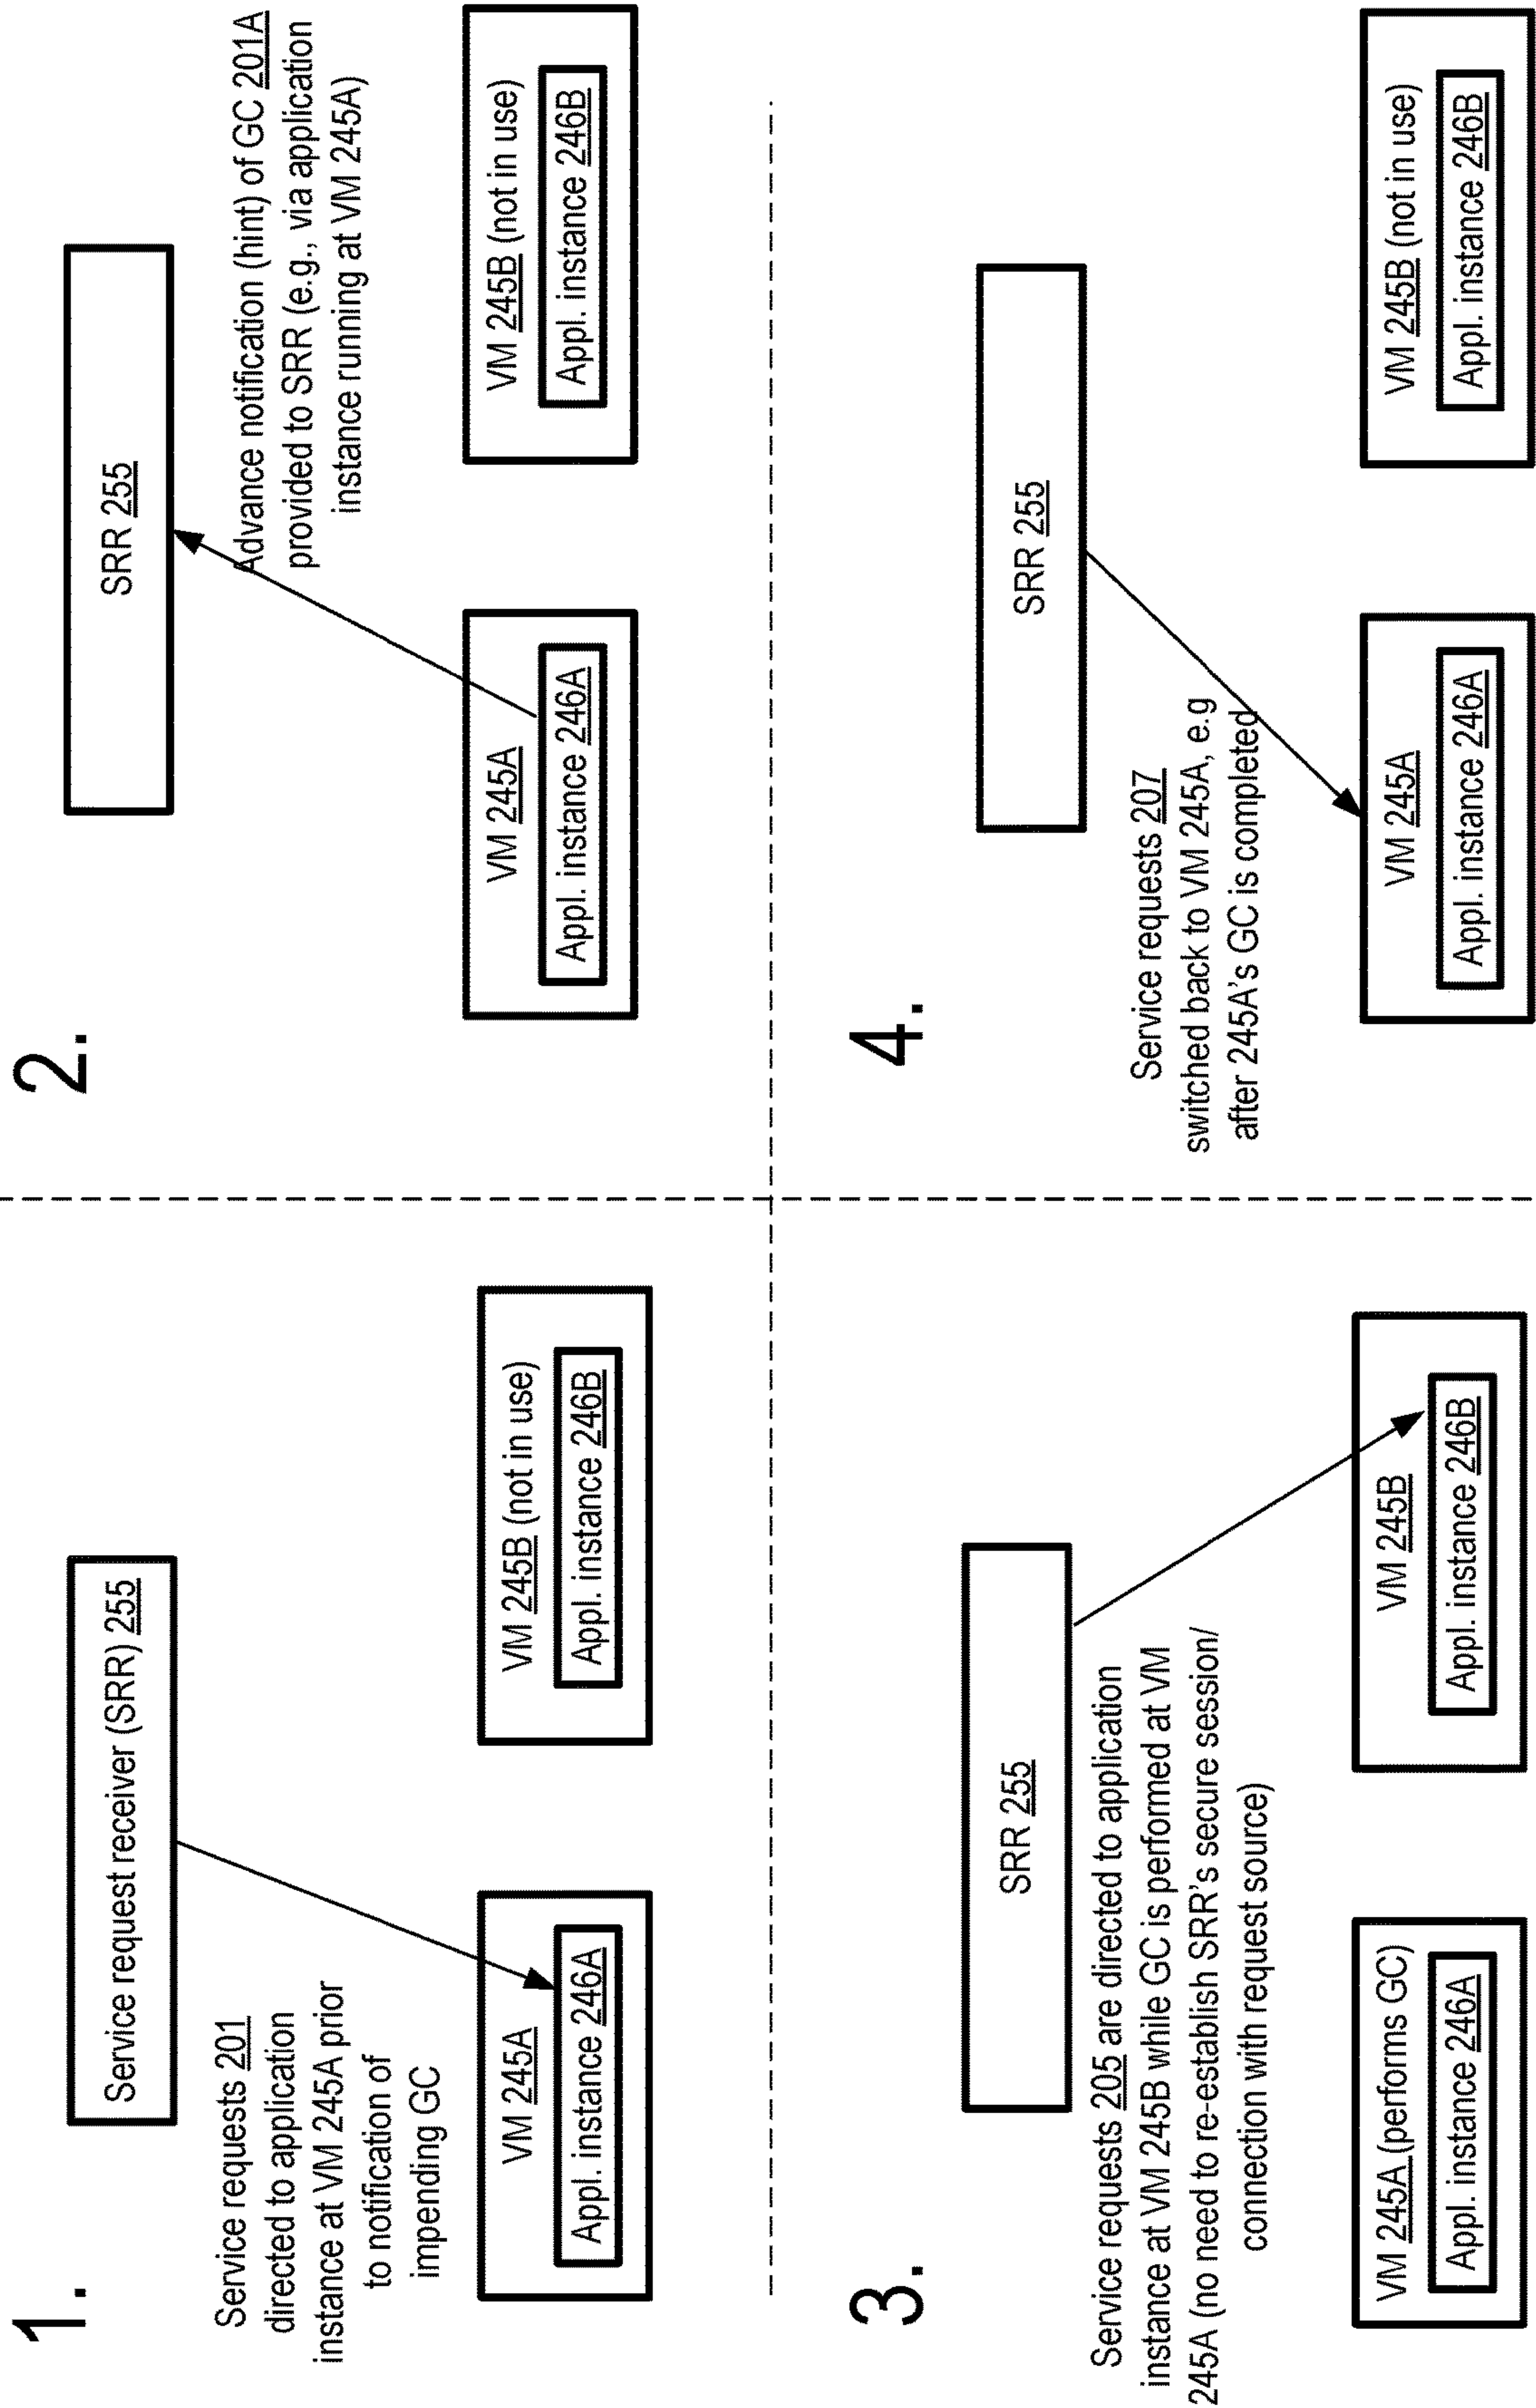 1.
Service request receiver (SRR) 255
Service requests 201
directed to application
instance at VM 245A prior
to notification of
impending GC
VM 245A
Appl. instance 246A
VM 245B (not in use)
Appl. instance 246B
2.
SRR 255
Advance notification (hint) of GC 201A
provided to SRR (e.g., via application
instance running at VM 245A)
VM 245A
Appl. instance 246A
VM 245B (not in use)
Appl. instance 246B
3.
SRR 255
Service requests 205 are directed to application
instance at VM 245B while GC is performed at VM
245A (no need to re-establish SRR's secure session/
connection with request source)
VM 245A (performs GC)
Appl. instance 246A
VM 245B
Appl. instance 246B
4.
SRR 255
Service requests 207
switched back to VM 245A, e.g
after 245A's GC is completed
VM 245A
Appl. instance 246A
VM 245B (not in use)
Appl. instance 246B